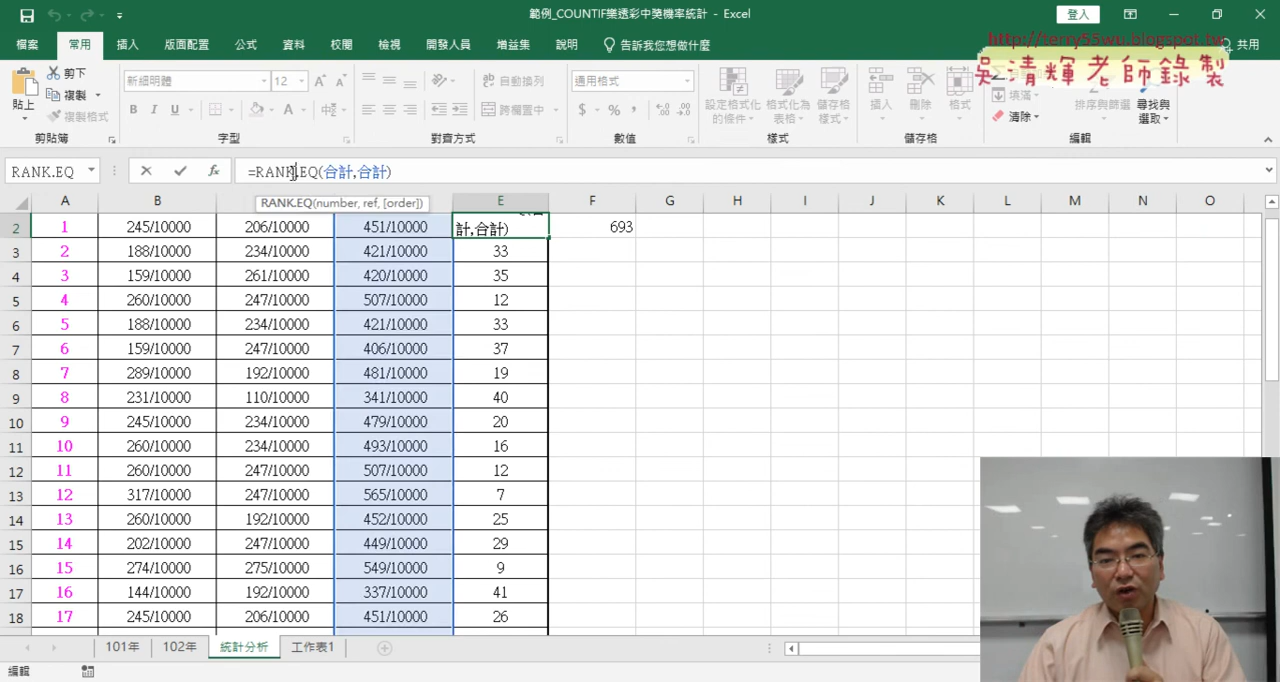 範例_COUNTIF樂透彩中獎機率統計 - Excel
登入
檔案 常用 插入 版面配置 公式 資料 校閱 檢視 開發人員 增益集 說明 告訴我您想做什麼 共用
http://terry55wu.blogspot.tw
吳清輝老師錄製
貼上 剪下 複製 複製格式
新細明體 12
B I U A 中
自動換列
跨欄置中
通用格式
$ % ,
設定格式化的條件 格式化為表格 儲存格樣式
插入 刪除 格式
填滿 清除
排序與篩選 尋找與選取
剪貼簿 字型 對齊方式 數值 樣式 儲存格 編輯
RANK.EQ fx =RANK.EQ(合計,合計)
RANK.EQ(number, ref, [order])
A B C D E F G H I J K L M N O
2 1 245/10000 206/10000 451/10000 計,合計) 693
3 2 188/10000 234/10000 421/10000 33
4 3 159/10000 261/10000 420/10000 35
5 4 260/10000 247/10000 507/10000 12
6 5 188/10000 234/10000 421/10000 33
7 6 159/10000 247/10000 406/10000 37
8 7 289/10000 192/10000 481/10000 19
9 8 231/10000 110/10000 341/10000 40
10 9 245/10000 234/10000 479/10000 20
11 10 260/10000 234/10000 493/10000 16
12 11 260/10000 247/10000 507/10000 12
13 12 317/10000 247/10000 565/10000 7
14 13 260/10000 192/10000 452/10000 25
15 14 202/10000 247/10000 449/10000 29
16 15 274/10000 275/10000 549/10000 9
17 16 144/10000 192/10000 337/10000 41
18 17 245/10000 206/10000 451/10000 26
101年 102年 統計分析 工作表1
編輯